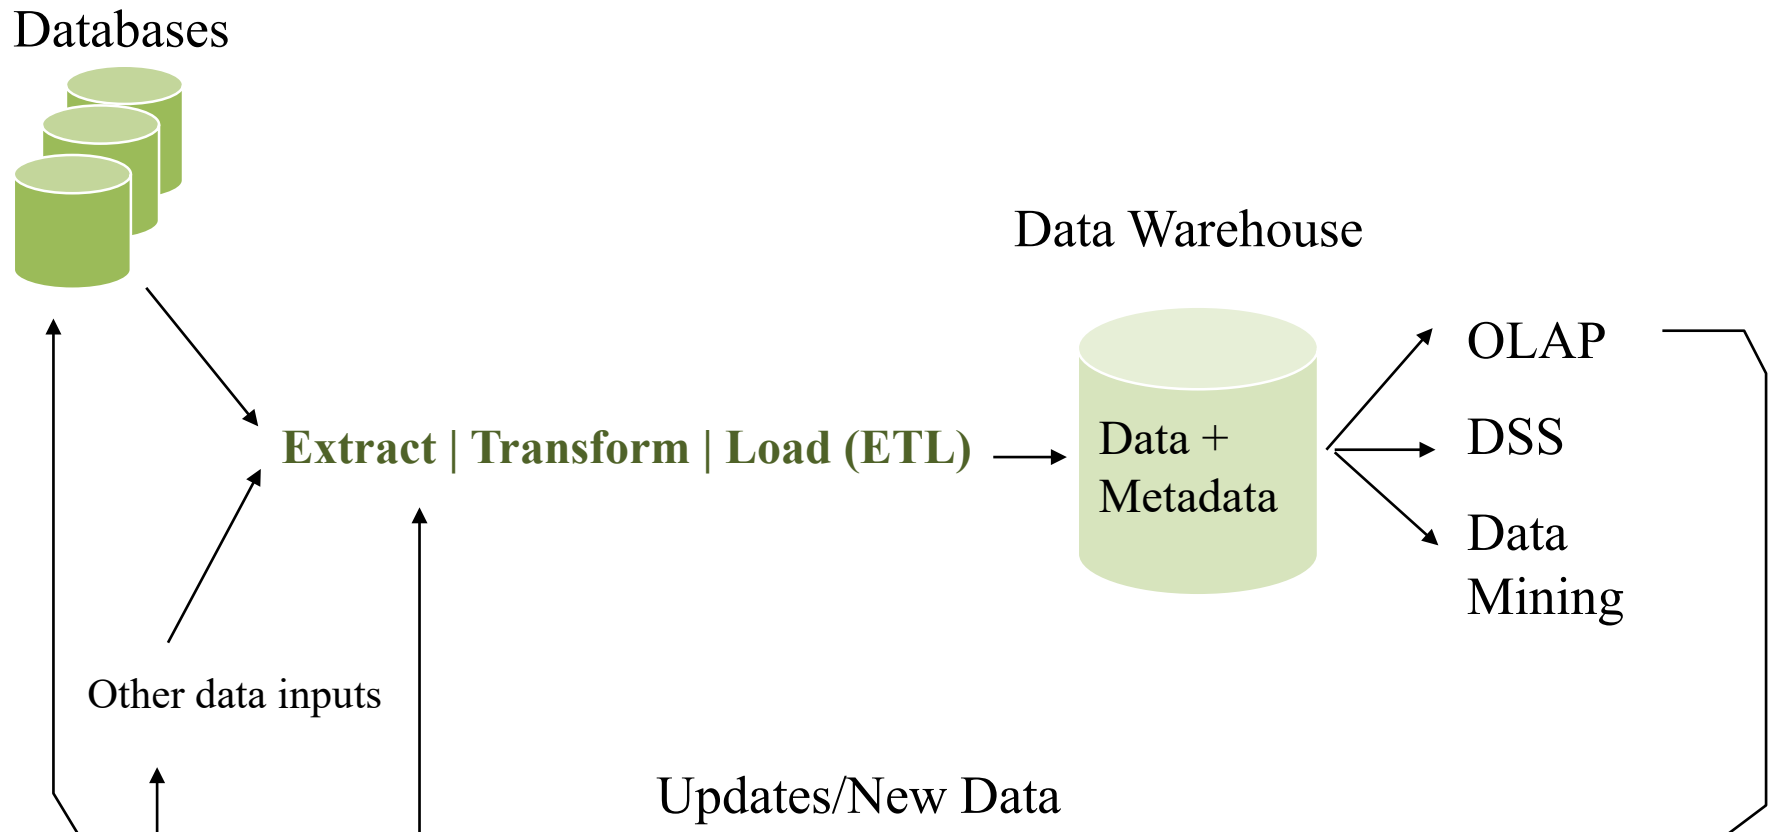 Databases
Data Warehouse
OLAP
Extract | Transform | Load (ETL)
Data +
Metadata
DSS
Data
Mining
Other data inputs
Updates/New Data